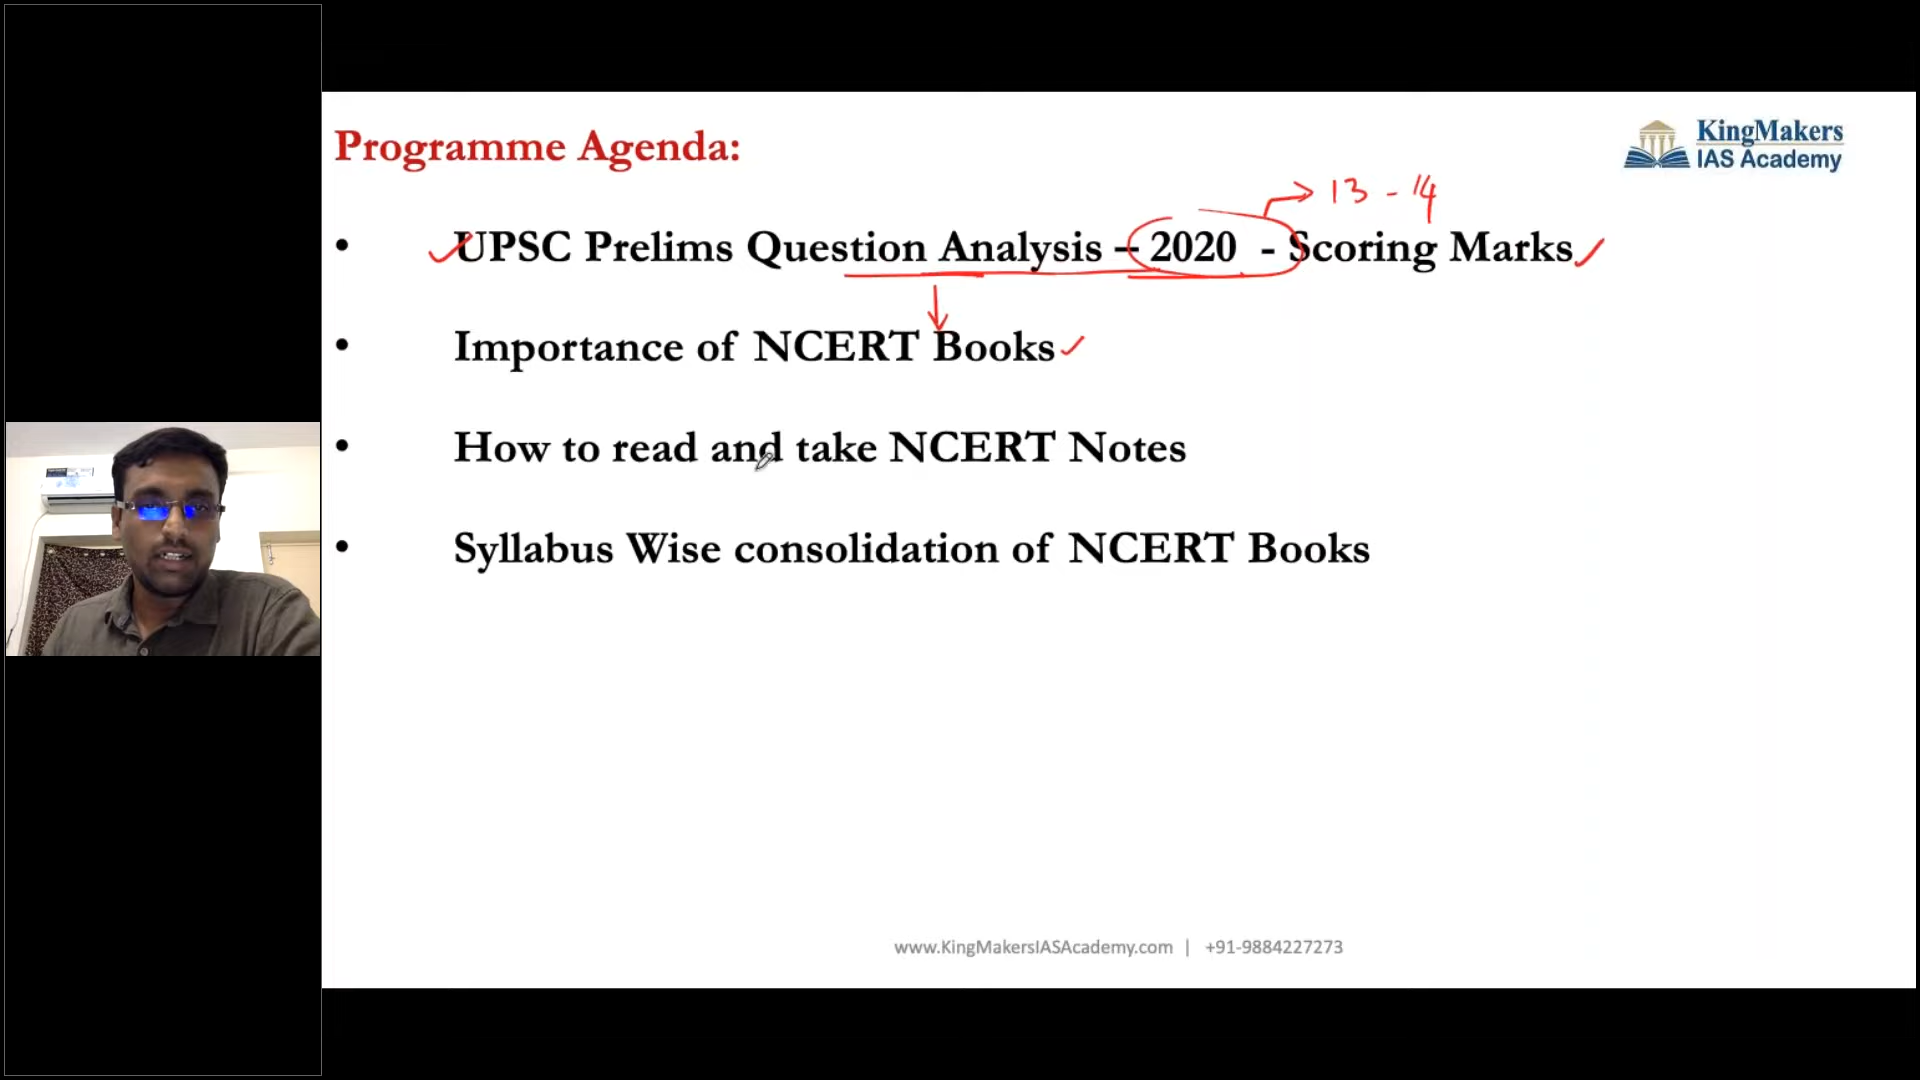 Programme Agenda:
KingMakers
IAS Academy
13 - 14
• UPSC Prelims Question Analysis – 2020 - Scoring Marks
• Importance of NCERT Books
• How to read and take NCERT Notes
• Syllabus Wise consolidation of NCERT Books
www.KingMakersIASAcademy.com | +91-9884227273